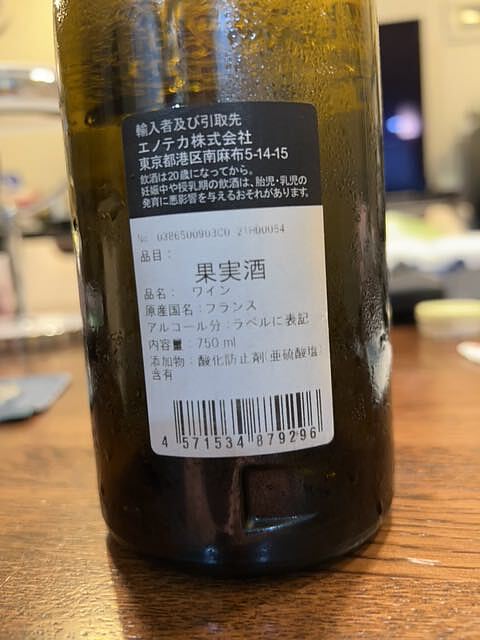 輸入者及び引取先
エノテカ株式会社
東京都港区南麻布5-14-15
飲酒は20歳になってから。
妊娠中や授乳期の飲酒は、胎児・乳児の
発育に悪影響を与えるおそれがあります。
№ 0386500903C0 21H00054
品目：
果実酒
品名： ワイン
原産国名：フランス
アルコール分：ラベルに表記
内容量：750 ml
添加物：酸化防止剤(亜硫酸塩)
含有
4 571534 879296